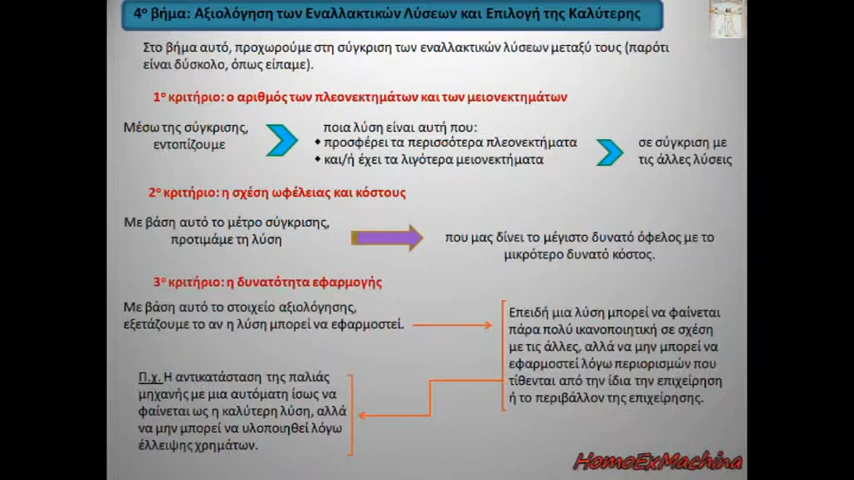 4ο βήμα: Αξιολόγηση των Εναλλακτικών Λύσεων και Επιλογή της Καλύτερης
Στο βήμα αυτό, προχωρούμε στη σύγκριση των εναλλακτικών λύσεων μεταξύ τους (παρότι
είναι δύσκολο, όπως είπαμε).
1ο κριτήριο: ο αριθμός των πλεονεκτημάτων και των μειονεκτημάτων
Μέσω της σύγκρισης,
εντοπίζουμε
ποια λύση είναι αυτή που:
• προσφέρει τα περισσότερα πλεονεκτήματα
• και/ή έχει τα λιγότερα μειονεκτήματα
σε σύγκριση με
τις άλλες λύσεις
2ο κριτήριο: η σχέση ωφέλειας και κόστους
Με βάση αυτό το μέτρο σύγκρισης,
προτιμάμε τη λύση
που μας δίνει το μέγιστο δυνατό όφελος με το
μικρότερο δυνατό κόστος.
3ο κριτήριο: η δυνατότητα εφαρμογής
Με βάση αυτό το στοιχείο αξιολόγησης,
εξετάζουμε το αν η λύση μπορεί να εφαρμοστεί.
Επειδή μια λύση μπορεί να φαίνεται
πάρα πολύ ικανοποιητική σε σχέση
με τις άλλες, αλλά να μην μπορεί να
εφαρμοστεί λόγω περιορισμών που
τίθενται από την ίδια την επιχείρηση
ή το περιβάλλον της επιχείρησης.
Π.χ. Η αντικατάσταση της παλιάς
μηχανής με μια αυτόματη ίσως να
φαίνεται ως η καλύτερη λύση, αλλά
να μην μπορεί να υλοποιηθεί λόγω
έλλειψης χρημάτων.
HomoExMachina